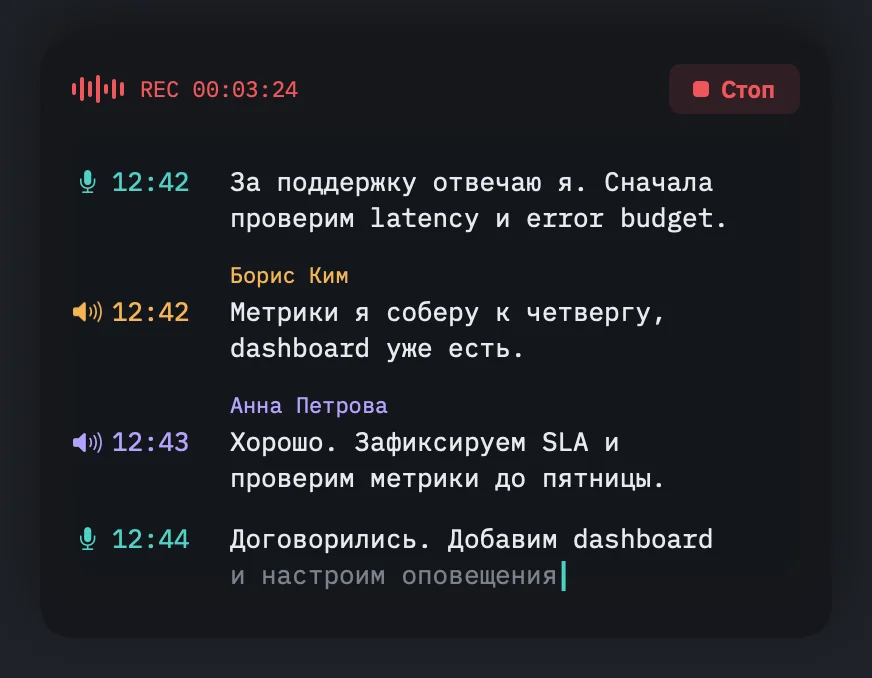 REC 00:03:24
Стоп
12:42 За поддержку отвечаю я. Сначала
проверим latency и error budget.
Борис Ким
12:42 Метрики я соберу к четвергу,
dashboard уже есть.
Анна Петрова
12:43 Хорошо. Зафиксируем SLA и
проверим метрики до пятницы.
12:44 Договорились. Добавим dashboard
и настроим оповещения